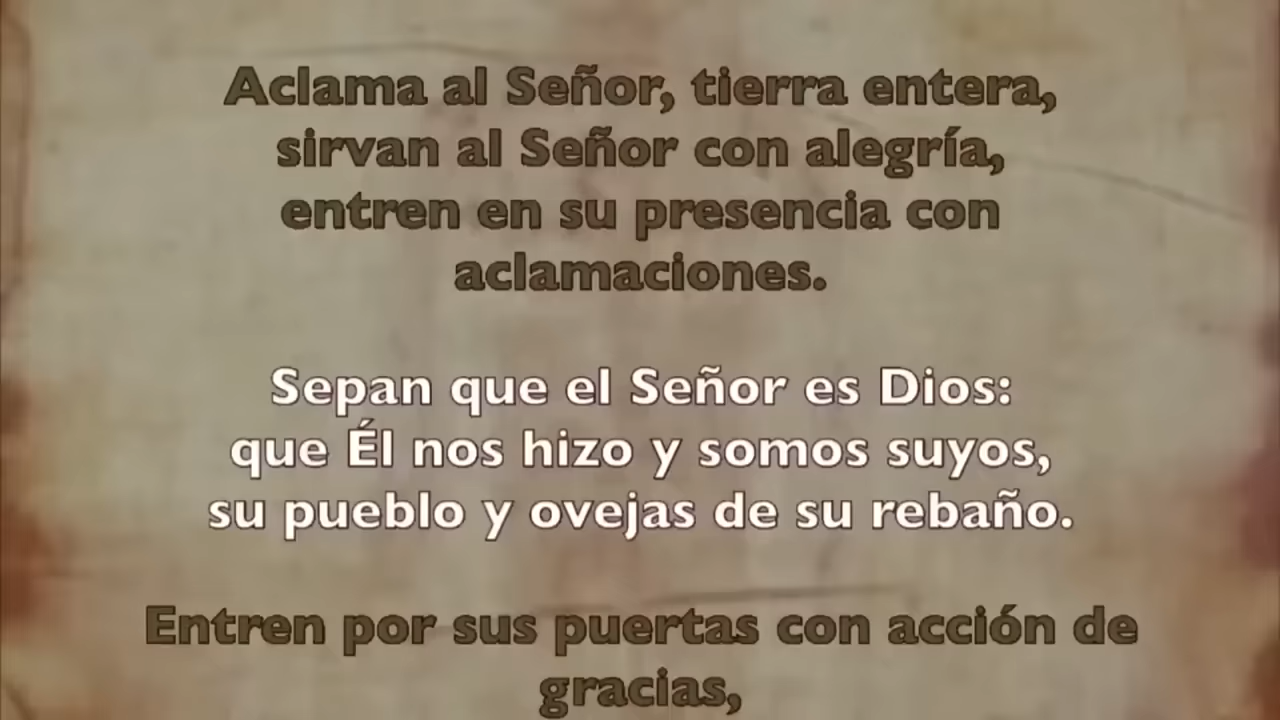 Aclama al Señor, tierra entera,
sirvan al Señor con alegría,
entren en su presencia con
aclamaciones.
Sepan que el Señor es Dios:
que Él nos hizo y somos suyos,
su pueblo y ovejas de su rebaño.
Entren por sus puertas con acción de
gracias,